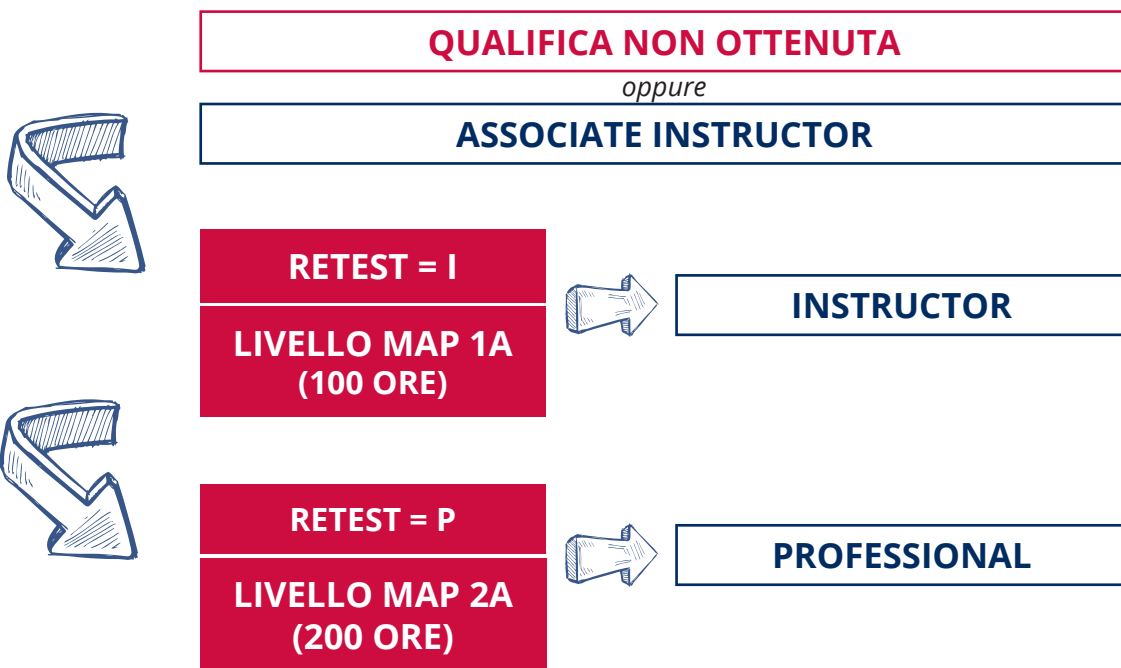 QUALIFICA NON OTTENUTA
oppure
ASSOCIATE INSTRUCTOR
RETEST = I
LIVELLO MAP 1A
(100 ORE)
INSTRUCTOR
RETEST = P
LIVELLO MAP 2A
(200 ORE)
PROFESSIONAL